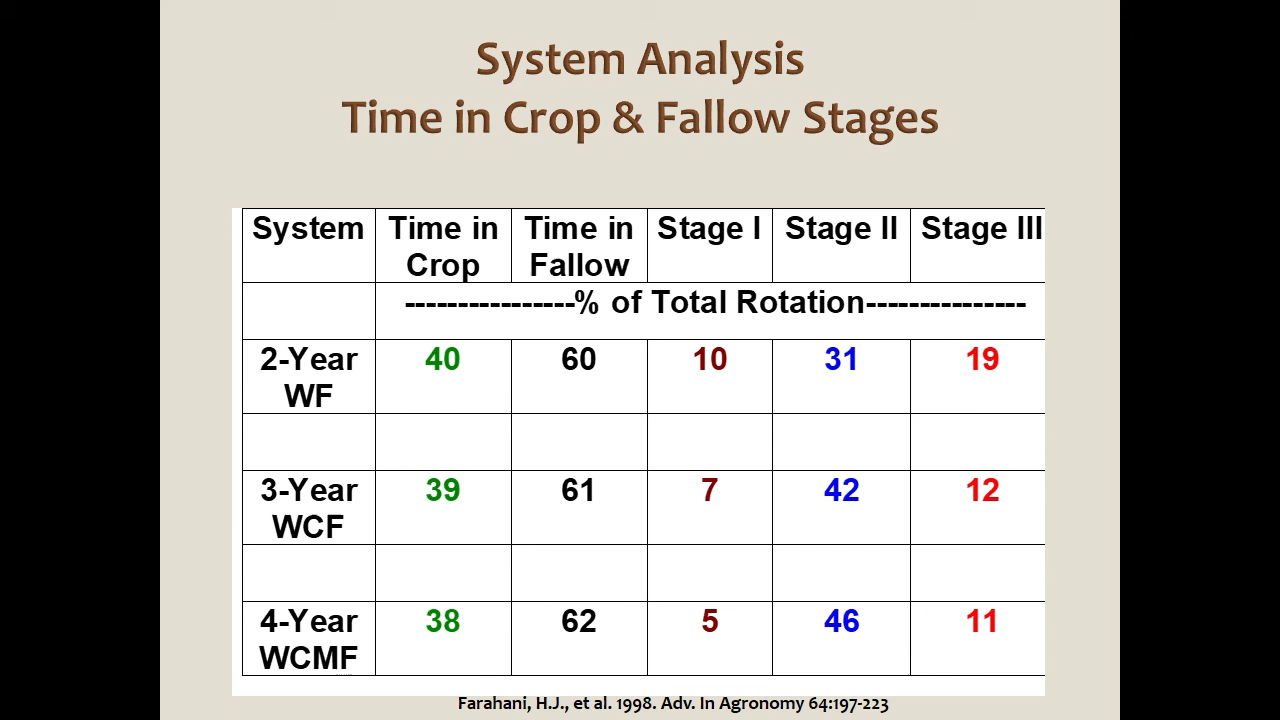 System Analysis
Time in Crop & Fallow Stages
System Time in Crop Time in Fallow Stage I Stage II Stage III
----------------% of Total Rotation---------------
2-Year WF 40 60 10 31 19
3-Year WCF 39 61 7 42 12
4-Year WCMF 38 62 5 46 11
Farahani, H.J., et al. 1998. Adv. In Agronomy 64:197-223